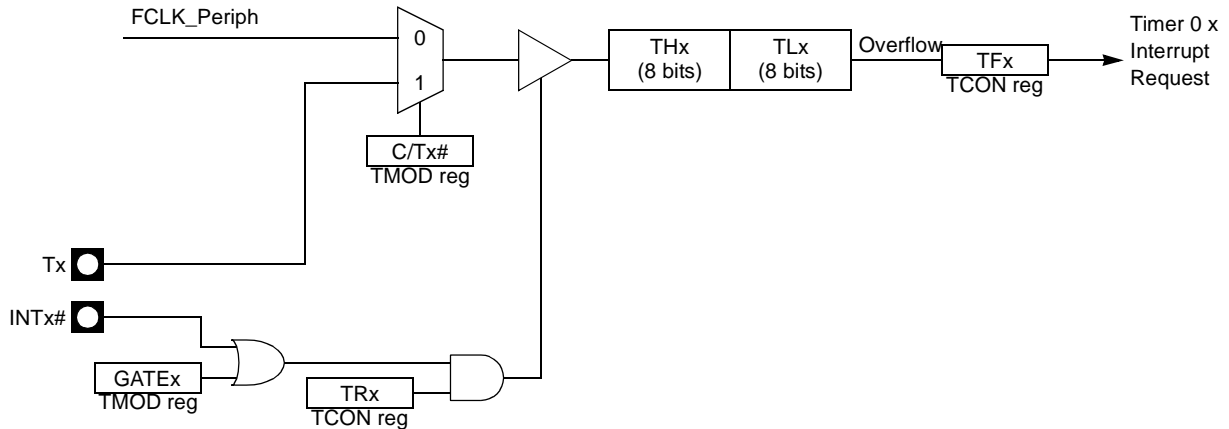 FCLK_Periph
0
1
THx
(8 bits)
TLx
(8 bits)
Overflow
TFx
TCON reg
Timer 0 x
Interrupt
Request
C/Tx#
TMOD reg
Tx
INTx#
GATEx
TMOD reg
TRx
TCON reg